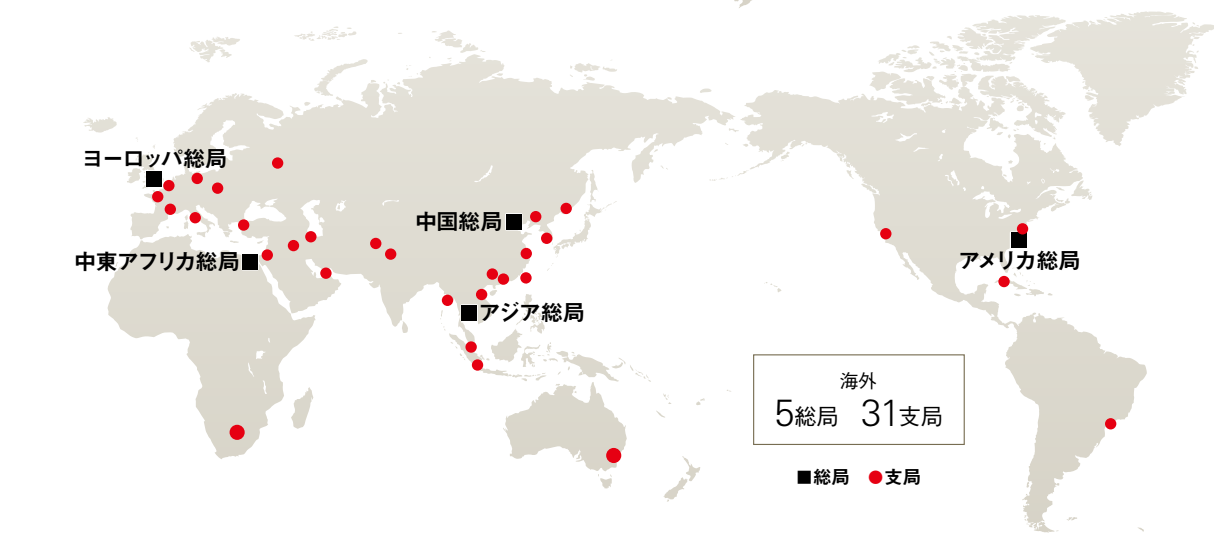 ヨーロッパ総局
中国総局
中東アフリカ総局
アメリカ総局
アジア総局
海外
5総局 31支局
■総局 ●支局